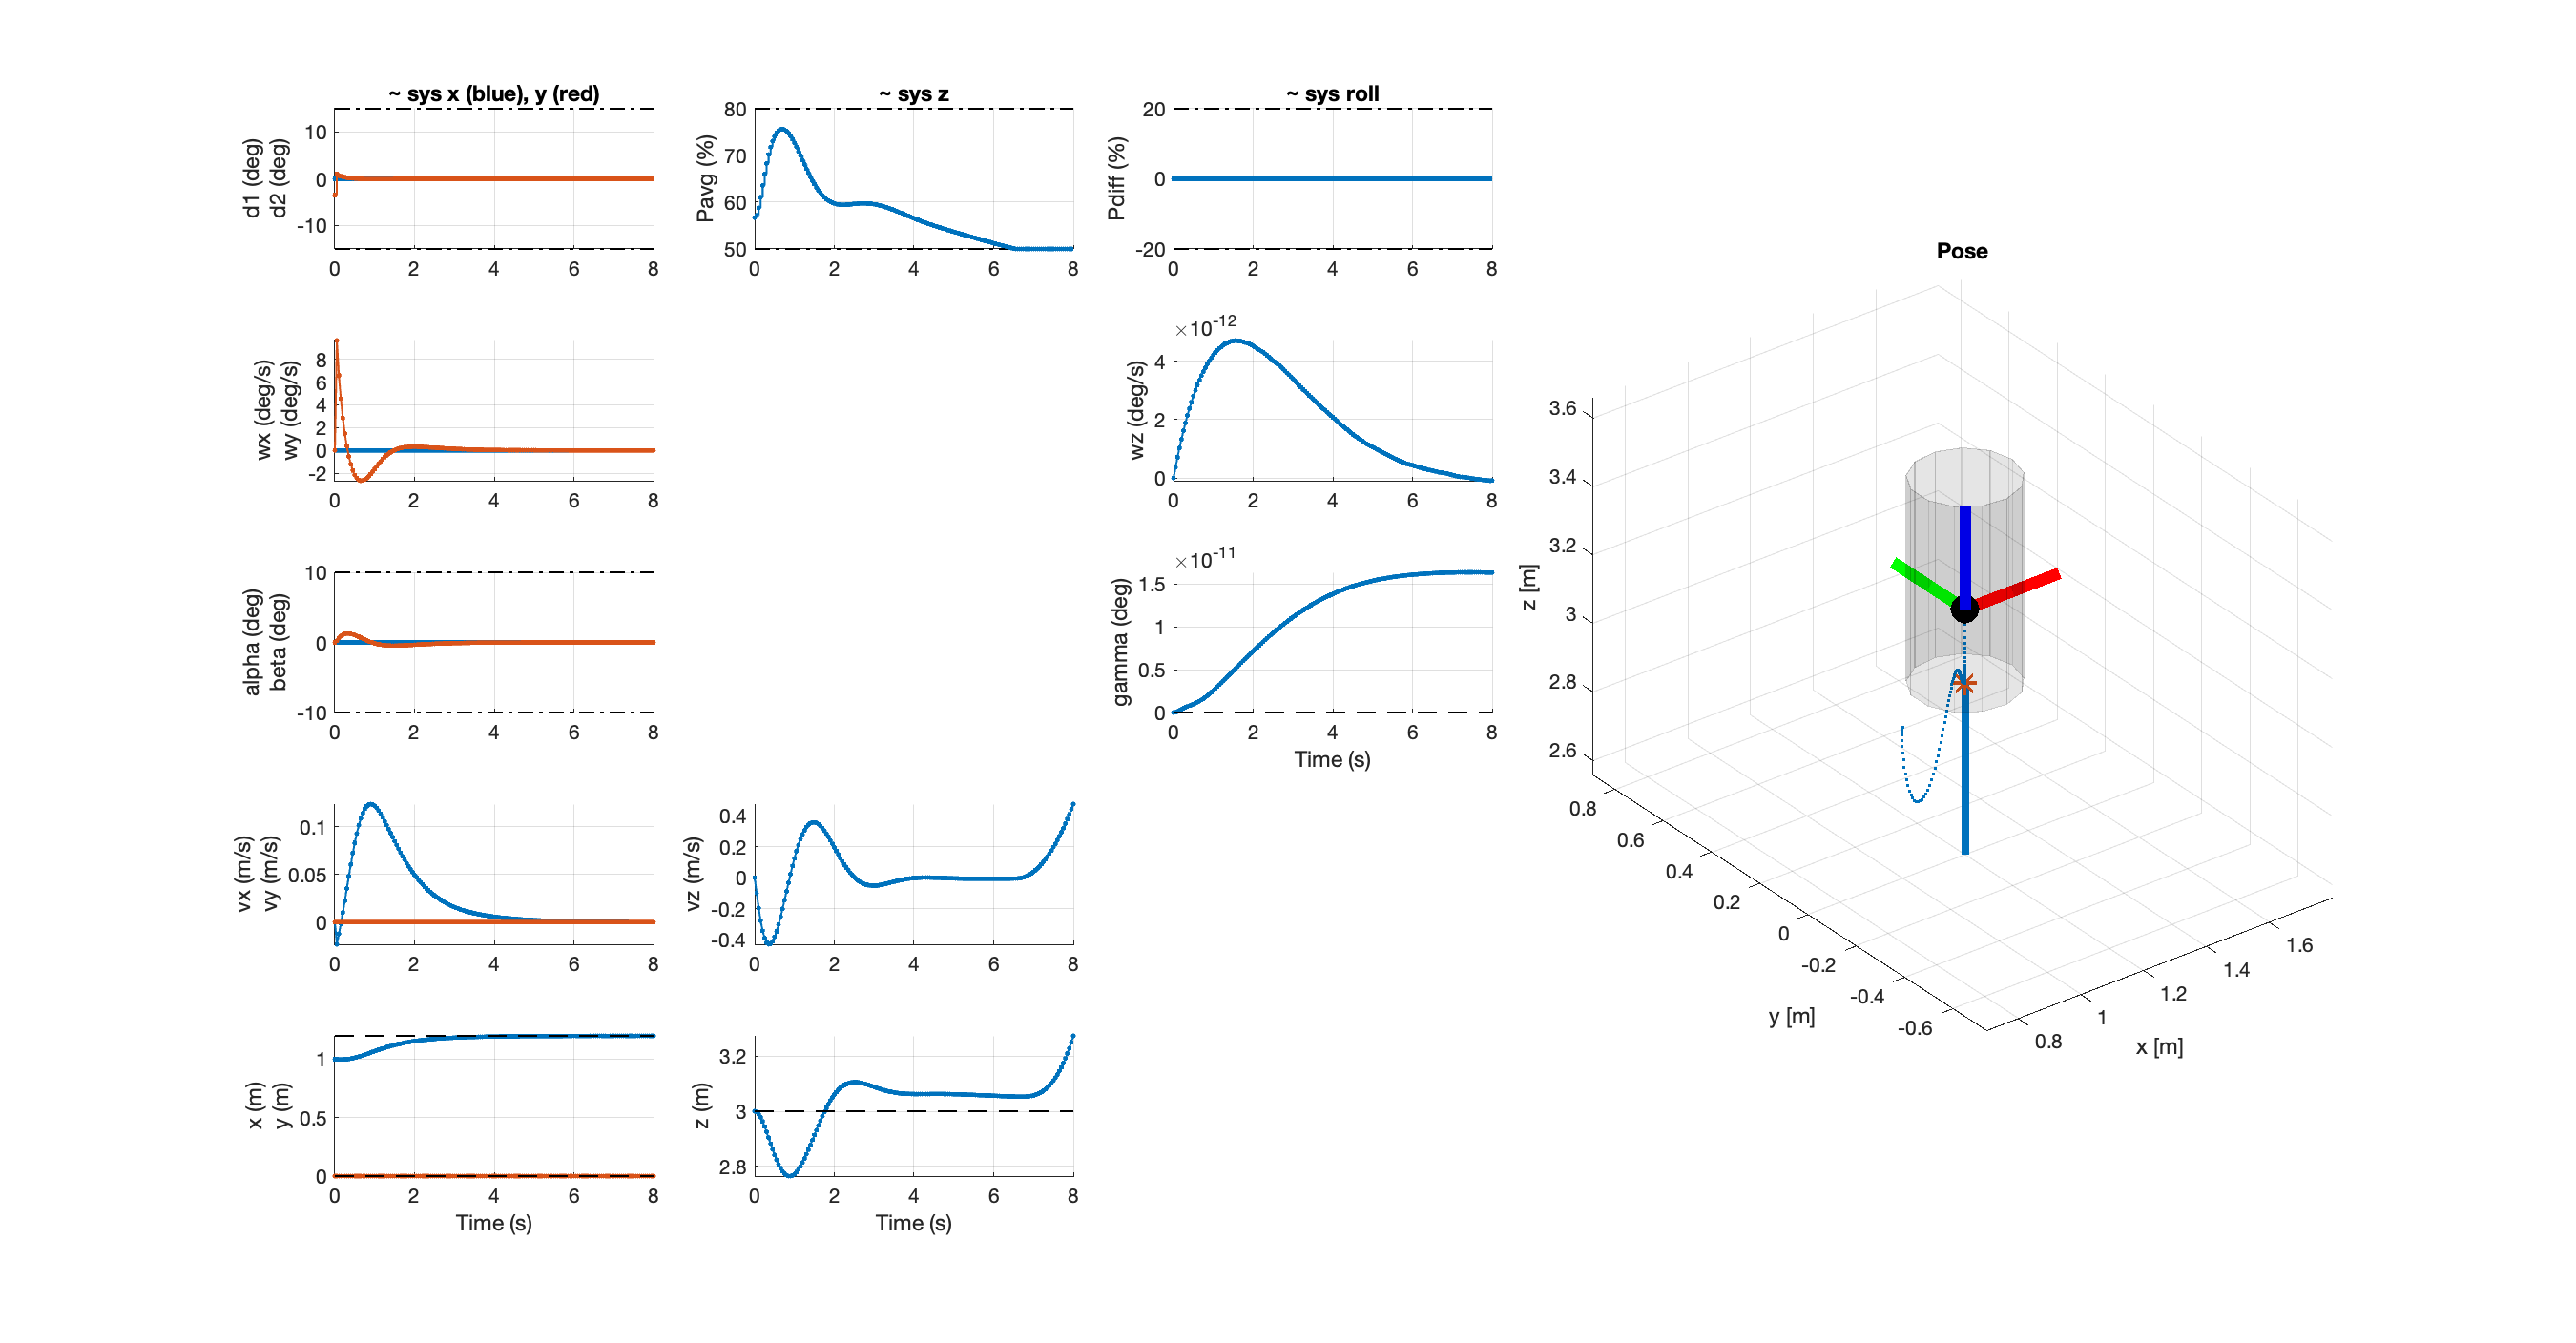 ~ sys x (blue), y (red)
10
0
-10
d1 (deg)
d2 (deg)
0 2 4 6 8
~ sys z
80
70
60
50
Pavg (%)
0 2 4 6 8
~ sys roll
20
0
-20
Pdiff (%)
0 2 4 6 8
8
6
4
2
0
-2
wx (deg/s)
wy (deg/s)
0 2 4 6 8
×10-12
4
2
0
wz (deg/s)
0 2 4 6 8
10
0
-10
alpha (deg)
beta (deg)
0 2 4 6 8
×10-11
1.5
1
0.5
0
gamma (deg)
0 2 4 6 8
Time (s)
0.1
0.05
0
vx (m/s)
vy (m/s)
0 2 4 6 8
0.4
0.2
0
-0.2
-0.4
vz (m/s)
0 2 4 6 8
1
0.5
0
x (m)
y (m)
0 2 4 6 8
Time (s)
3.2
3
2.8
z (m)
0 2 4 6 8
Time (s)
Pose
3.6
3.4
3.2
3
2.8
2.6
z [m]
0.8
0.6
0.4
0.2
0
-0.2
-0.4
-0.6
y [m]
0.8
1
1.2
1.4
1.6
x [m]